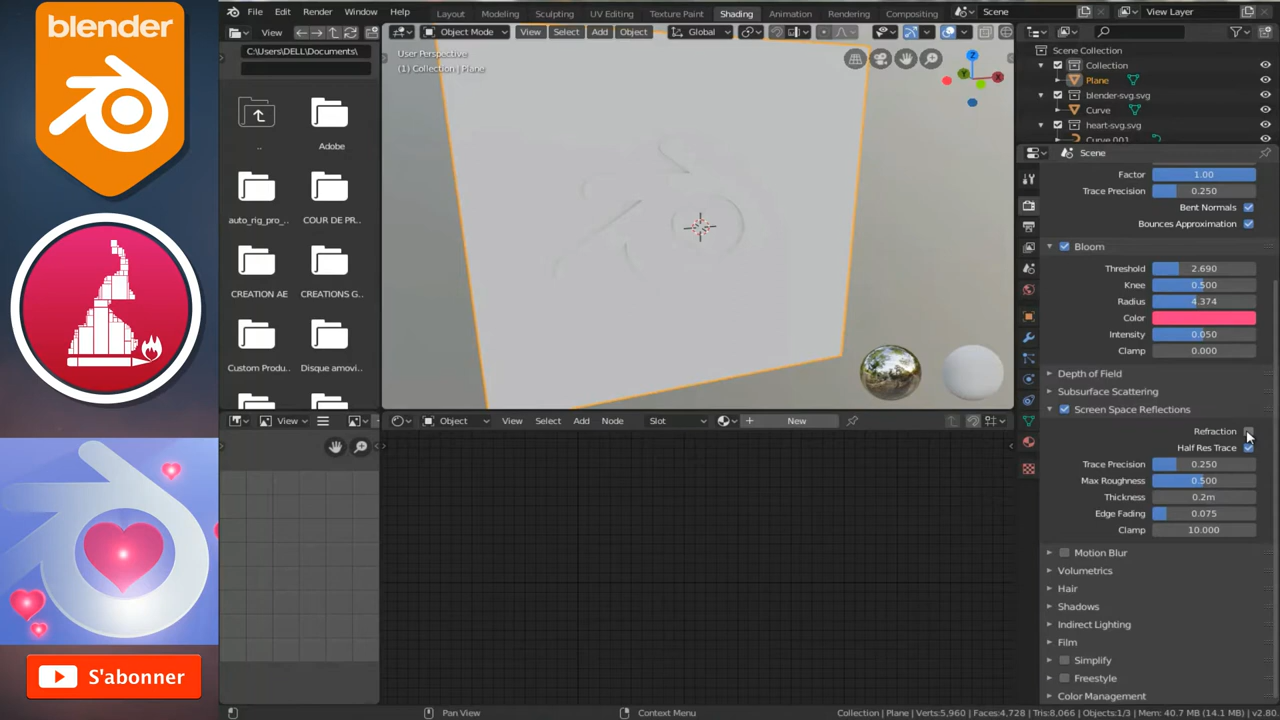 blender
File Edit Render Window Help
Layout Modeling Sculpting UV Editing Texture Paint Shading Animation Rendering Compositing
Scene View Layer
View
Object Mode View Select Add Object Global
C:\Users\DELL\Documents\
..
Adobe
auto_rig_pro_..
COUR DE PR..
CREATION AE
CREATIONS G..
Custom Produ..
Disque amovi..
User Perspective
(1) Collection | Plane
Z
Y
X
Scene Collection
Collection
Plane
blender-svg.svg
Curve
heart-svg.svg
Curve.001
Scene
Factor 1.00
Trace Precision 0.250
Bent Normals
Bounces Approximation
Bloom
Threshold 2.690
Knee 0.500
Radius 4.374
Color
Intensity 0.050
Clamp 0.000
Depth of Field
Subsurface Scattering
Screen Space Reflections
Refraction
Half Res Trace
Trace Precision 0.250
Max Roughness 0.500
Thickness 0.2m
Edge Fading 0.075
Clamp 10.000
Motion Blur
Volumetrics
Hair
Shadows
Indirect Lighting
Film
Simplify
Freestyle
Color Management
View
Object View Select Add Node Slot New
S'abonner
Pan View
Context Menu
Collection | Plane | Verts:5,960 | Faces:4,728 | Tris:8,066 | Objects:1/3 | Mem: 40.7 MB (14.1 MB) | v2.80